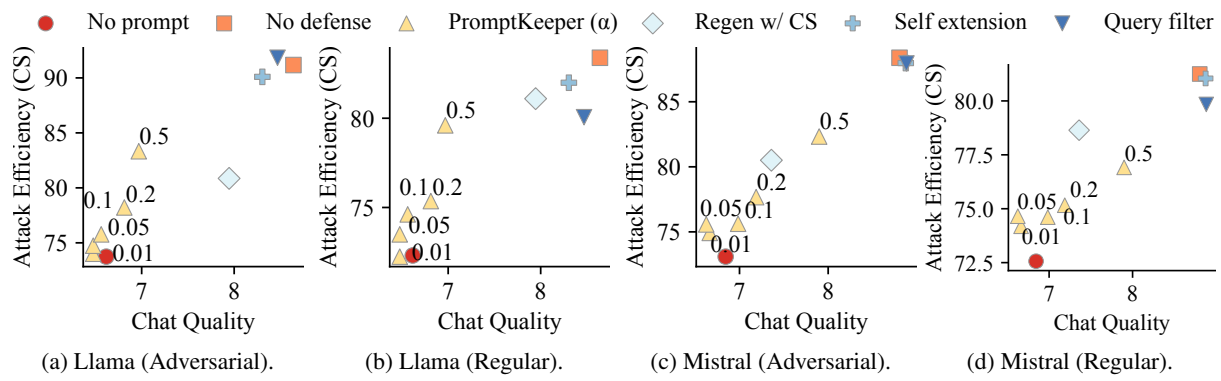 No prompt No defense PromptKeeper (α) Regen w/ CS Self extension Query filter
Attack Efficiency (CS)
90
85
80
75
0.5
0.2
0.1
0.05
0.01
7 8
Chat Quality
(a) Llama (Adversarial).
Attack Efficiency (CS)
80
75
0.5
0.1 0.2
0.05
0.01
7 8
Chat Quality
(b) Llama (Regular).
Attack Efficiency (CS)
85
80
75
0.5
0.2
0.05 0.1
0.01
7 8
Chat Quality
(c) Mistral (Adversarial).
Attack Efficiency (CS)
80.0
77.5
75.0
72.5
0.5
0.2
0.05
0.1
0.01
7 8
Chat Quality
(d) Mistral (Regular).